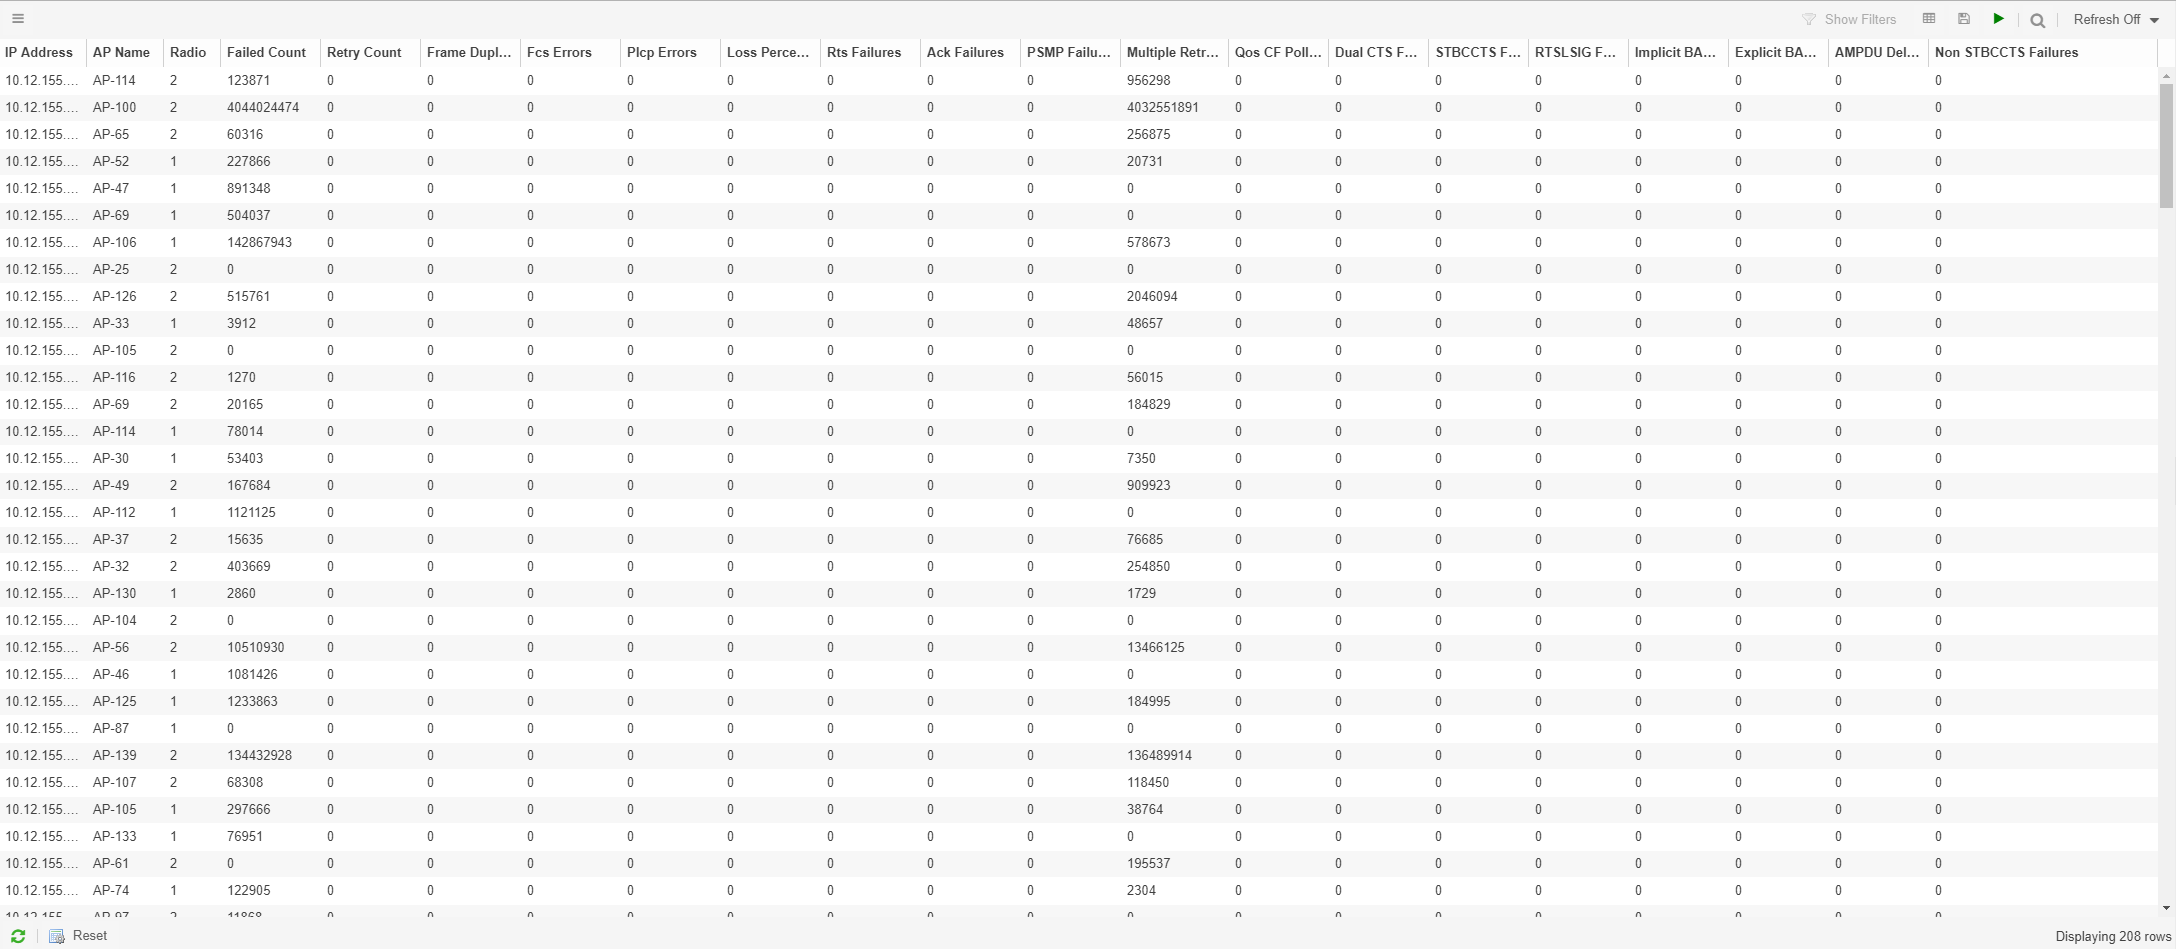 Show Filters Refresh Off
IP Address AP Name Radio Failed Count Retry Count Frame Dupl... Fcs Errors Plcp Errors Loss Perce... Rts Failures Ack Failures PSMP Failu... Multiple Retr... Qos CF Poll... Dual CTS F... STBCCTS F... RTSLSIG F... Implicit BA... Explicit BA... AMPDU Del... Non STBCCTS Failures
10.12.155.... AP-114 2 123871 0 0 0 0 0 0 0 0 956298 0 0 0 0 0 0 0 0
10.12.155.... AP-100 2 4044024474 0 0 0 0 0 0 0 0 4032551891 0 0 0 0 0 0 0 0
10.12.155.... AP-65 2 60316 0 0 0 0 0 0 0 0 256875 0 0 0 0 0 0 0 0
10.12.155.... AP-52 1 227866 0 0 0 0 0 0 0 0 20731 0 0 0 0 0 0 0 0
10.12.155.... AP-47 1 891348 0 0 0 0 0 0 0 0 0 0 0 0 0 0 0 0 0
10.12.155.... AP-69 1 504037 0 0 0 0 0 0 0 0 0 0 0 0 0 0 0 0 0
10.12.155.... AP-106 1 142867943 0 0 0 0 0 0 0 0 578673 0 0 0 0 0 0 0 0
10.12.155.... AP-25 2 0 0 0 0 0 0 0 0 0 0 0 0 0 0 0 0 0 0
10.12.155.... AP-126 2 515761 0 0 0 0 0 0 0 0 2046094 0 0 0 0 0 0 0 0
10.12.155.... AP-33 1 3912 0 0 0 0 0 0 0 0 48657 0 0 0 0 0 0 0 0
10.12.155.... AP-105 2 0 0 0 0 0 0 0 0 0 0 0 0 0 0 0 0 0 0
10.12.155.... AP-116 2 1270 0 0 0 0 0 0 0 0 56015 0 0 0 0 0 0 0 0
10.12.155.... AP-69 2 20165 0 0 0 0 0 0 0 0 184829 0 0 0 0 0 0 0 0
10.12.155.... AP-114 1 78014 0 0 0 0 0 0 0 0 0 0 0 0 0 0 0 0 0
10.12.155.... AP-30 1 53403 0 0 0 0 0 0 0 0 7350 0 0 0 0 0 0 0 0
10.12.155.... AP-49 2 167684 0 0 0 0 0 0 0 0 909923 0 0 0 0 0 0 0 0
10.12.155.... AP-112 1 1121125 0 0 0 0 0 0 0 0 0 0 0 0 0 0 0 0 0
10.12.155.... AP-37 2 15635 0 0 0 0 0 0 0 0 76685 0 0 0 0 0 0 0 0
10.12.155.... AP-32 2 403669 0 0 0 0 0 0 0 0 254850 0 0 0 0 0 0 0 0
10.12.155.... AP-130 1 2860 0 0 0 0 0 0 0 0 1729 0 0 0 0 0 0 0 0
10.12.155.... AP-104 2 0 0 0 0 0 0 0 0 0 0 0 0 0 0 0 0 0 0
10.12.155.... AP-56 2 10510930 0 0 0 0 0 0 0 0 13466125 0 0 0 0 0 0 0 0
10.12.155.... AP-46 1 1081426 0 0 0 0 0 0 0 0 0 0 0 0 0 0 0 0 0
10.12.155.... AP-125 1 1233863 0 0 0 0 0 0 0 0 184995 0 0 0 0 0 0 0 0
10.12.155.... AP-87 1 0 0 0 0 0 0 0 0 0 0 0 0 0 0 0 0 0 0
10.12.155.... AP-139 2 134432928 0 0 0 0 0 0 0 0 136489914 0 0 0 0 0 0 0 0
10.12.155.... AP-107 2 68308 0 0 0 0 0 0 0 0 118450 0 0 0 0 0 0 0 0
10.12.155.... AP-105 1 297666 0 0 0 0 0 0 0 0 38764 0 0 0 0 0 0 0 0
10.12.155.... AP-133 1 76951 0 0 0 0 0 0 0 0 0 0 0 0 0 0 0 0 0
10.12.155.... AP-61 2 0 0 0 0 0 0 0 0 0 195537 0 0 0 0 0 0 0 0
10.12.155.... AP-74 1 122905 0 0 0 0 0 0 0 0 2304 0 0 0 0 0 0 0 0
Reset Displaying 208 rows